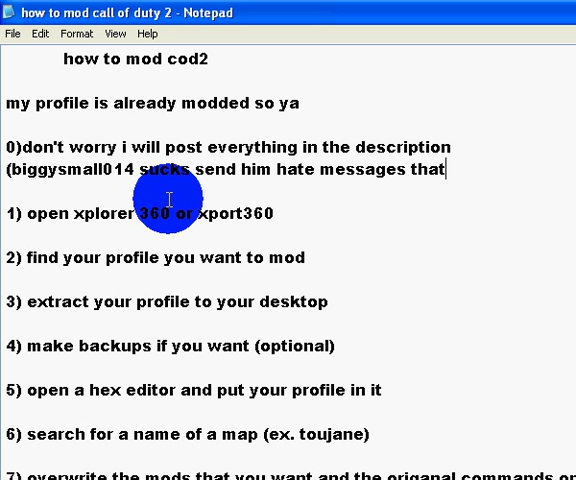 how to mod call of duty 2 - Notepad
File Edit Format View Help
how to mod cod2
my profile is already modded so ya
0)don't worry i will post everything in the description
(biggysmall014 sucks send him hate messages that
1) open xplorer 360 or xport360
2) find your profile you want to mod
3) extract your profile to your desktop
4) make backups if you want (optional)
5) open a hex editor and put your profile in it
6) search for a name of a map (ex. toujane)
7) overwrite the mods that you want and the origanal commands or